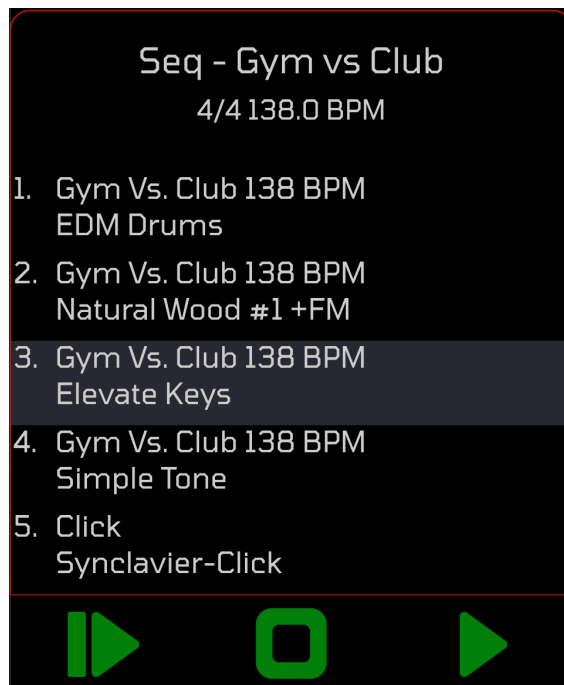 Seq - Gym vs Club
4/4 138.0 BPM
1. Gym Vs. Club 138 BPM
EDM Drums
2. Gym Vs. Club 138 BPM
Natural Wood #1 +FM
3. Gym Vs. Club 138 BPM
Elevate Keys
4. Gym Vs. Club 138 BPM
Simple Tone
5. Click
Synclavier-Click